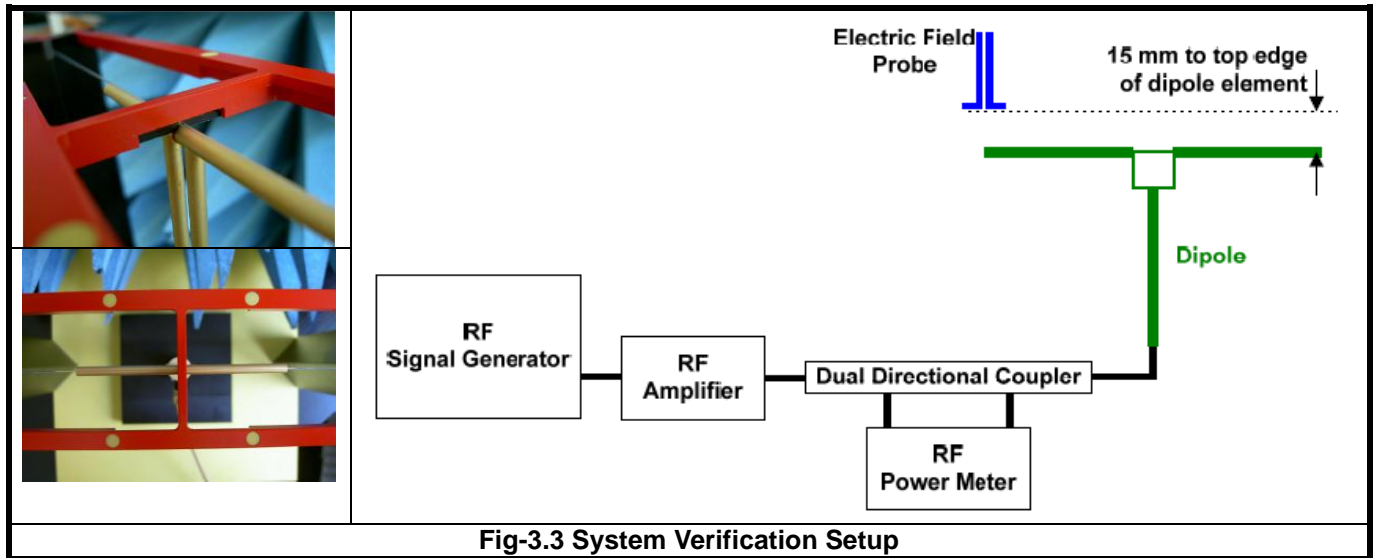 Electric Field
Probe
15 mm to top edge
of dipole element
Dipole
RF
Signal Generator
RF
Amplifier
Dual Directional Coupler
RF
Power Meter
Fig-3.3 System Verification Setup